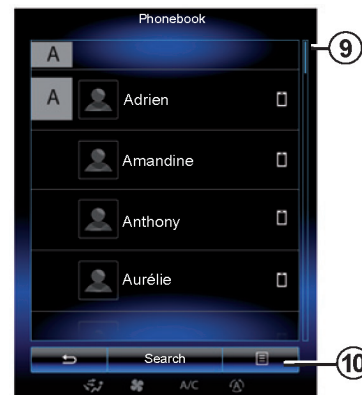 Phonebook
A
A Adrien
Amandine
Anthony
Aurélie
Search
A/C
9
10